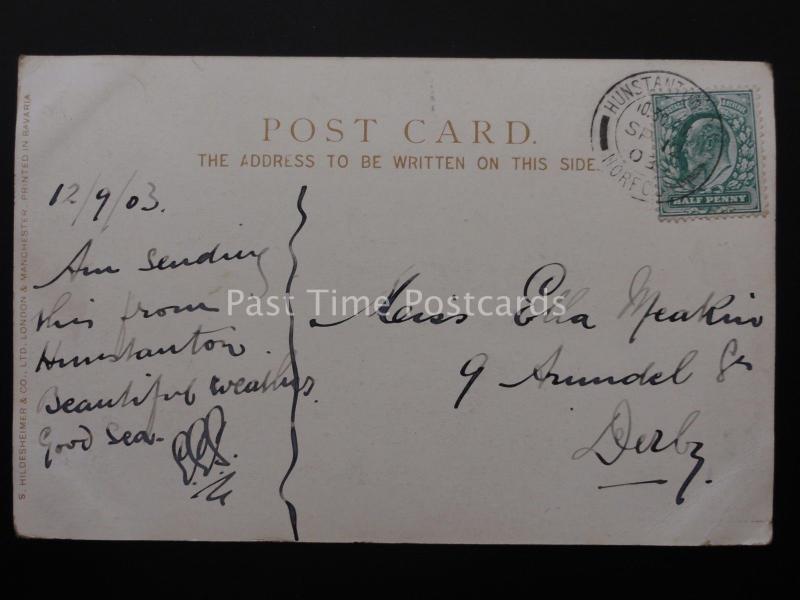 POST CARD.
THE ADDRESS TO BE WRITTEN ON THIS SIDE.
HUNSTANTON
SP
03
NORFOLK
HALF PENNY
12/9/03.
Am sending
this from
Hunstanton.
Beautiful weather.
Good sea.
Miss Ella Meakin
9 Arundel St
Derby.
Past Time Postcards
S. HILDESHEIMER & CO., LTD. LONDON & MANCHESTER. PRINTED IN BAVARIA